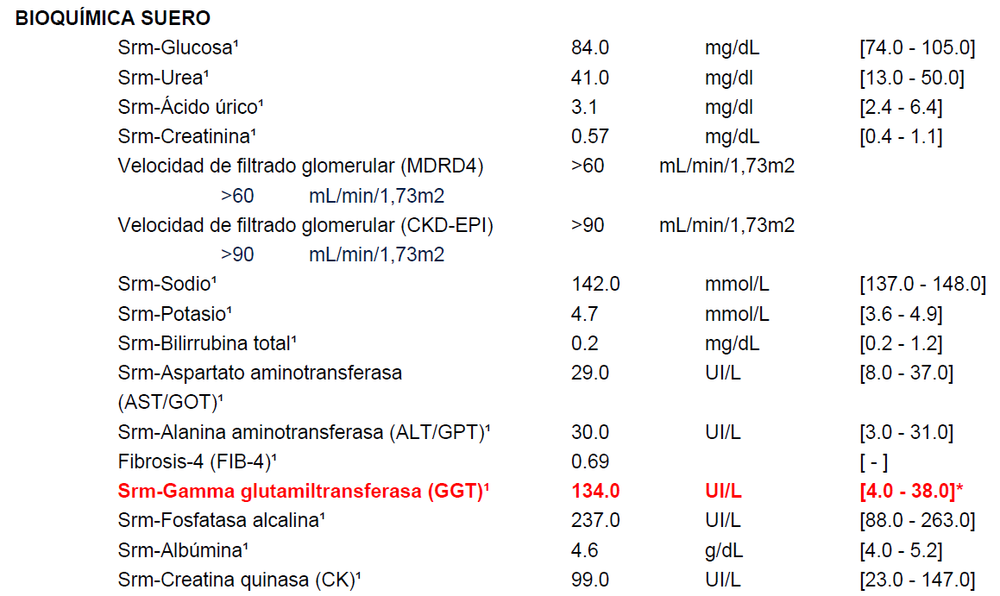 BIOQUÍMICA SUERO
Srm-Glucosa¹ 84.0 mg/dL [74.0 - 105.0]
Srm-Urea¹ 41.0 mg/dl [13.0 - 50.0]
Srm-Ácido úrico¹ 3.1 mg/dl [2.4 - 6.4]
Srm-Creatinina¹ 0.57 mg/dL [0.4 - 1.1]
Velocidad de filtrado glomerular (MDRD4) >60 mL/min/1,73m2
>60 mL/min/1,73m2
Velocidad de filtrado glomerular (CKD-EPI) >90 mL/min/1,73m2
>90 mL/min/1,73m2
Srm-Sodio¹ 142.0 mmol/L [137.0 - 148.0]
Srm-Potasio¹ 4.7 mmol/L [3.6 - 4.9]
Srm-Bilirrubina total¹ 0.2 mg/dL [0.2 - 1.2]
Srm-Aspartato aminotransferasa 29.0 UI/L [8.0 - 37.0]
(AST/GOT)¹
Srm-Alanina aminotransferasa (ALT/GPT)¹ 30.0 UI/L [3.0 - 31.0]
Fibrosis-4 (FIB-4)¹ 0.69 [ - ]
Srm-Gamma glutamiltransferasa (GGT)¹ 134.0 UI/L [4.0 - 38.0]*
Srm-Fosfatasa alcalina¹ 237.0 UI/L [88.0 - 263.0]
Srm-Albúmina¹ 4.6 g/dL [4.0 - 5.2]
Srm-Creatina quinasa (CK)¹ 99.0 UI/L [23.0 - 147.0]